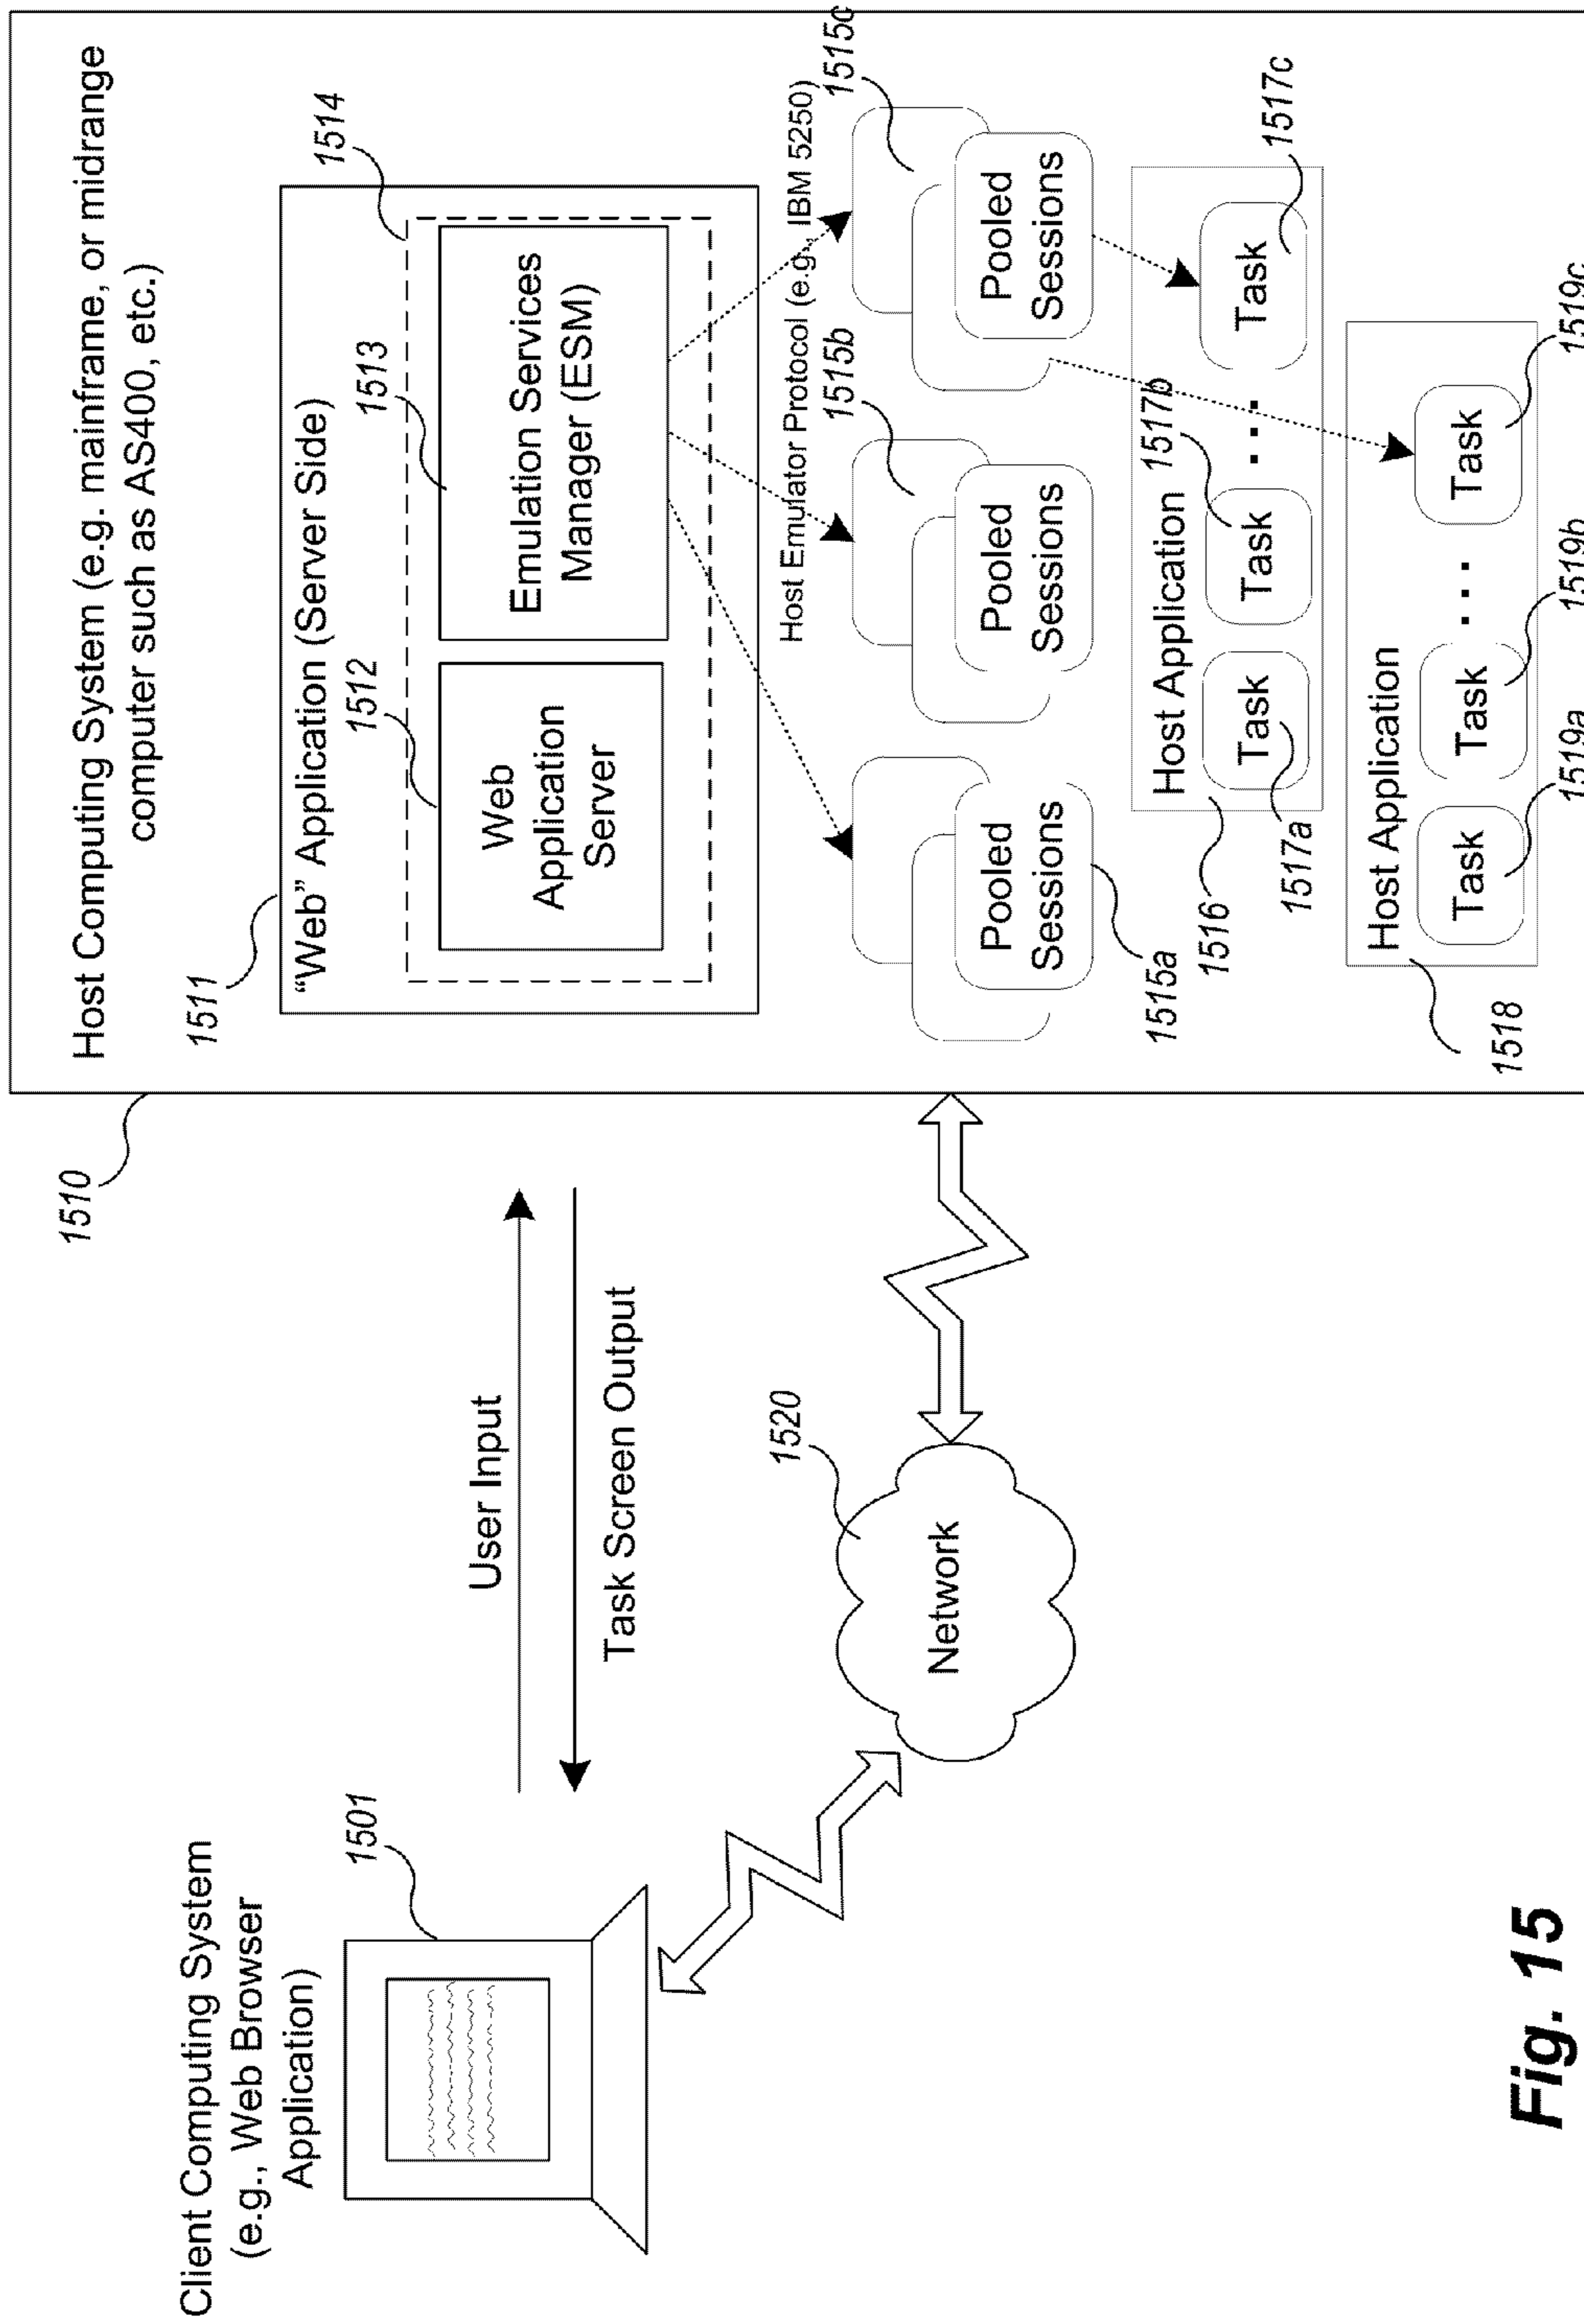 Client Computing System
(e.g., Web Browser
Application)
1501
User Input
Task Screen Output
1520
Network
1510
Host Computing System (e.g. mainframe, or midrange
computer such as AS400, etc.)
1511
“Web” Application (Server Side)
1512
1513
1514
Web
Application
Server
Emulation Services
Manager (ESM)
Host Emulator Protocol (e.g., IBM 5250)
1515b
1515c
Pooled
Sessions
Pooled
Sessions
Pooled
Sessions
1515a
1516
Host Application
1517b
Task
Task
...
Task
1517a
1517c
Host Application
1518
Task
Task
...
Task
1519a
1519b
1519c
Fig. 15